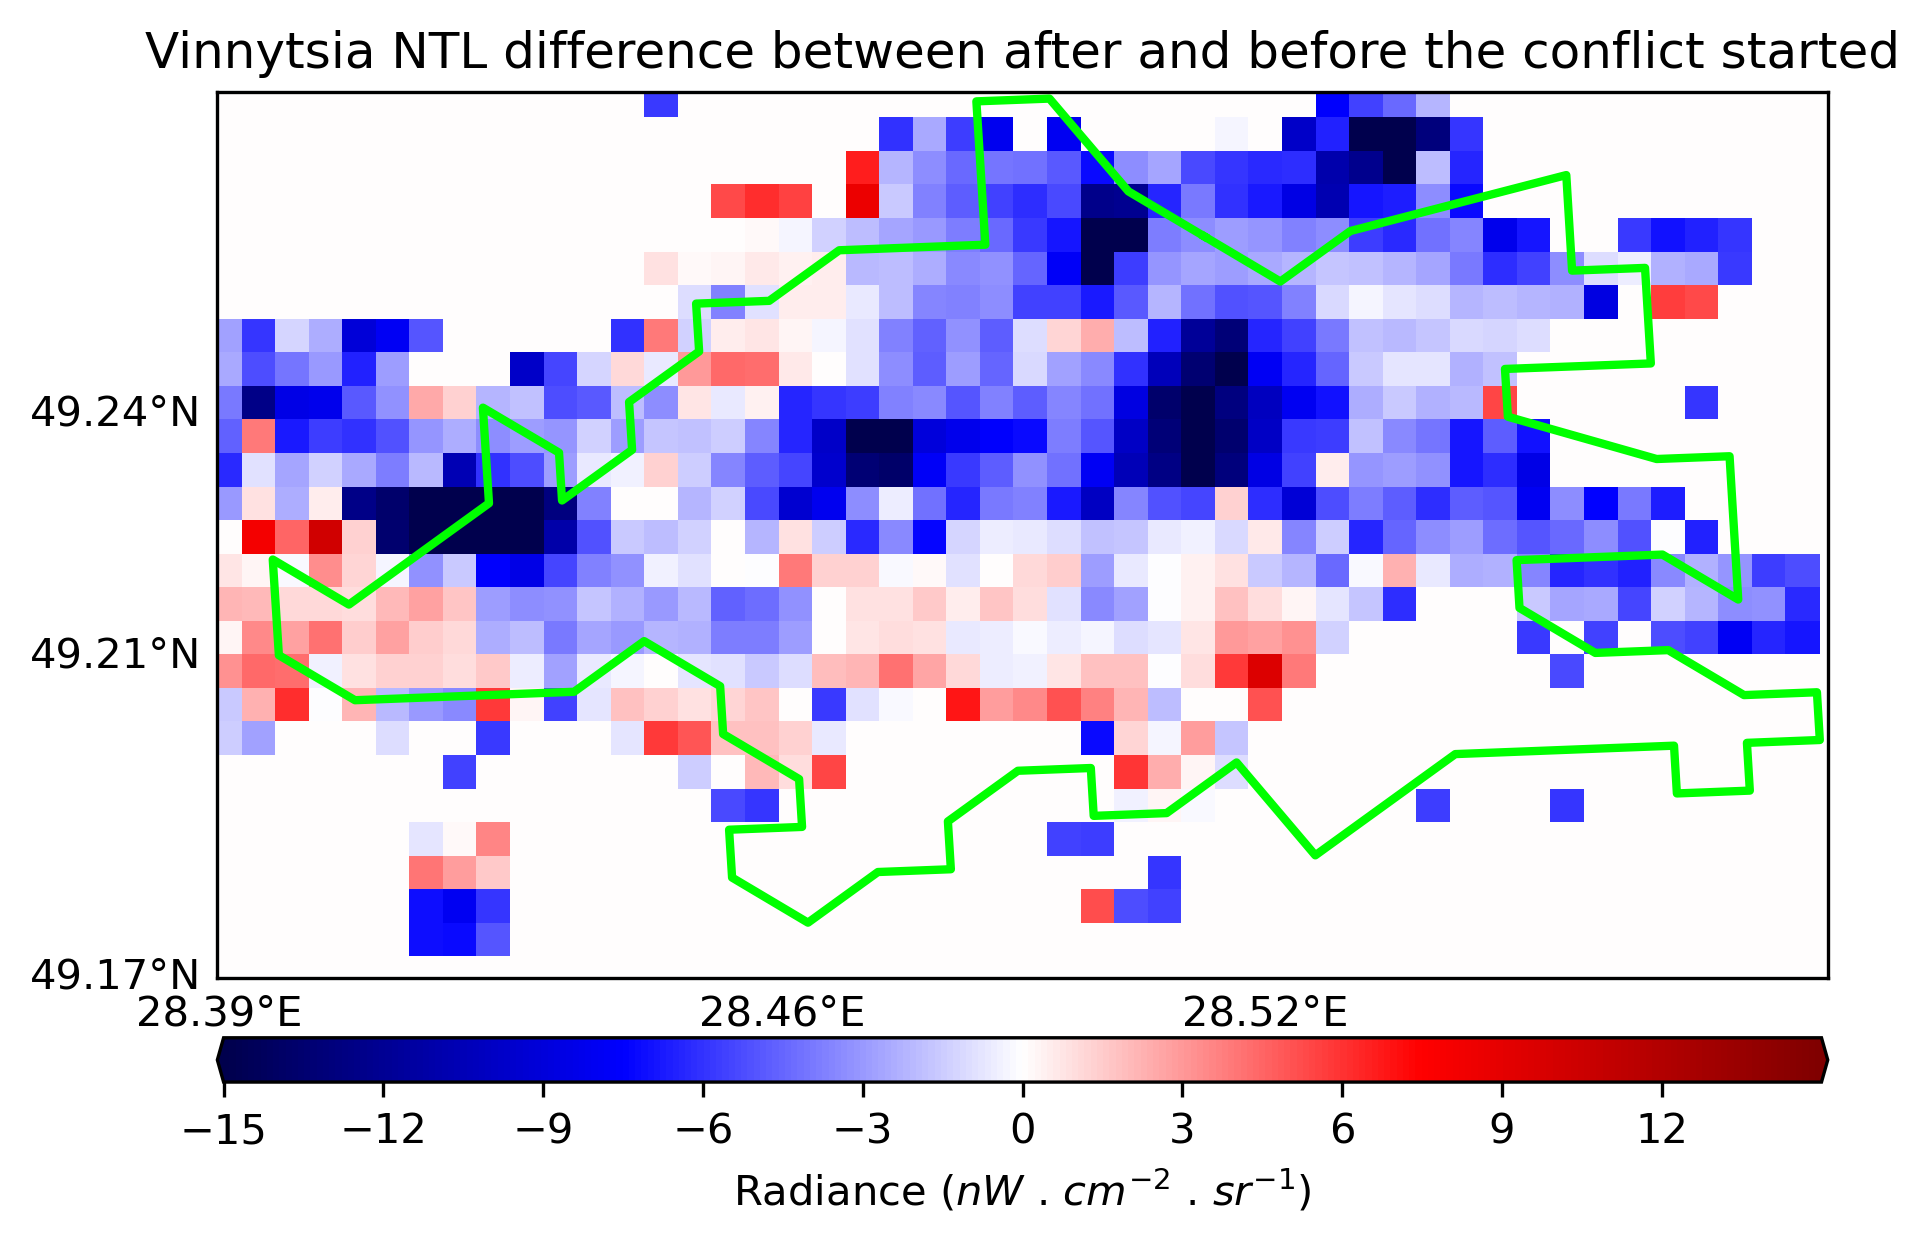 Vinnytsia NTL difference between after and before the conflict started
49.24°N
49.21°N
49.17°N
28.39°E 28.46°E 28.52°E
−15 −12 −9 −6 −3 0 3 6 9 12
Radiance (nW . cm⁻² . sr⁻¹)